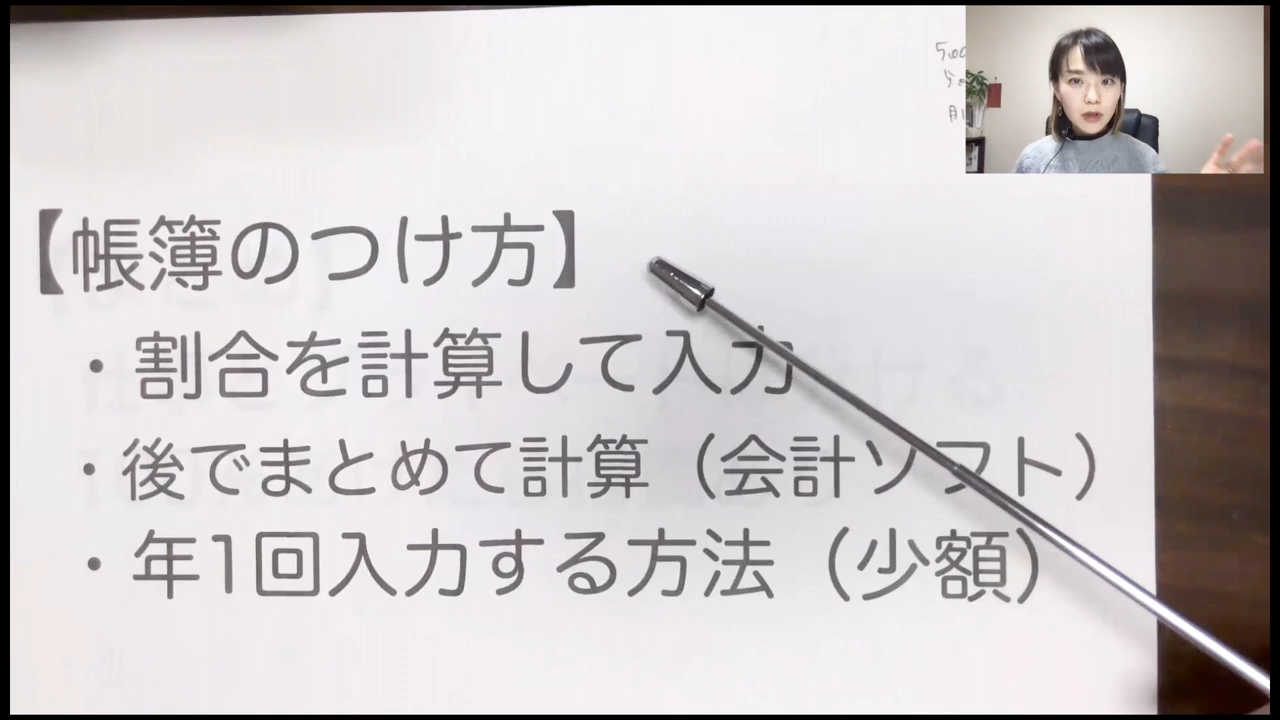 500
【帳簿のつけ方】
・割合を計算して入力
・後でまとめて計算（会計ソフト）
・年1回入力する方法（少額）